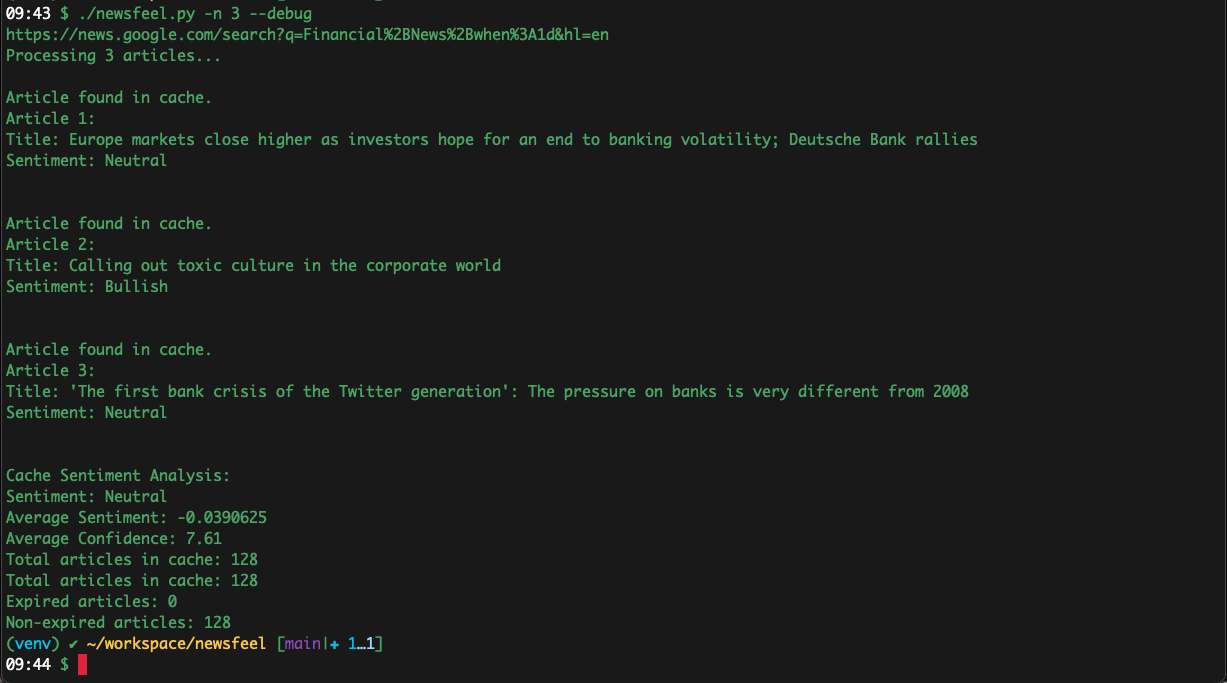 09:43 $ ./newsfeel.py -n 3 --debug
https://news.google.com/search?q=Financial%2BNews%2Bwhen%3A1d&hl=en
Processing 3 articles...
Article found in cache.
Article 1:
Title: Europe markets close higher as investors hope for an end to banking volatility; Deutsche Bank rallies
Sentiment: Neutral
Article found in cache.
Article 2:
Title: Calling out toxic culture in the corporate world
Sentiment: Bullish
Article found in cache.
Article 3:
Title: 'The first bank crisis of the Twitter generation': The pressure on banks is very different from 2008
Sentiment: Neutral
Cache Sentiment Analysis:
Sentiment: Neutral
Average Sentiment: -0.0390625
Average Confidence: 7.61
Total articles in cache: 128
Total articles in cache: 128
Expired articles: 0
Non-expired articles: 128
(venv) ✔ ~/workspace/newsfeel [main|✚ 1…1]
09:44 $